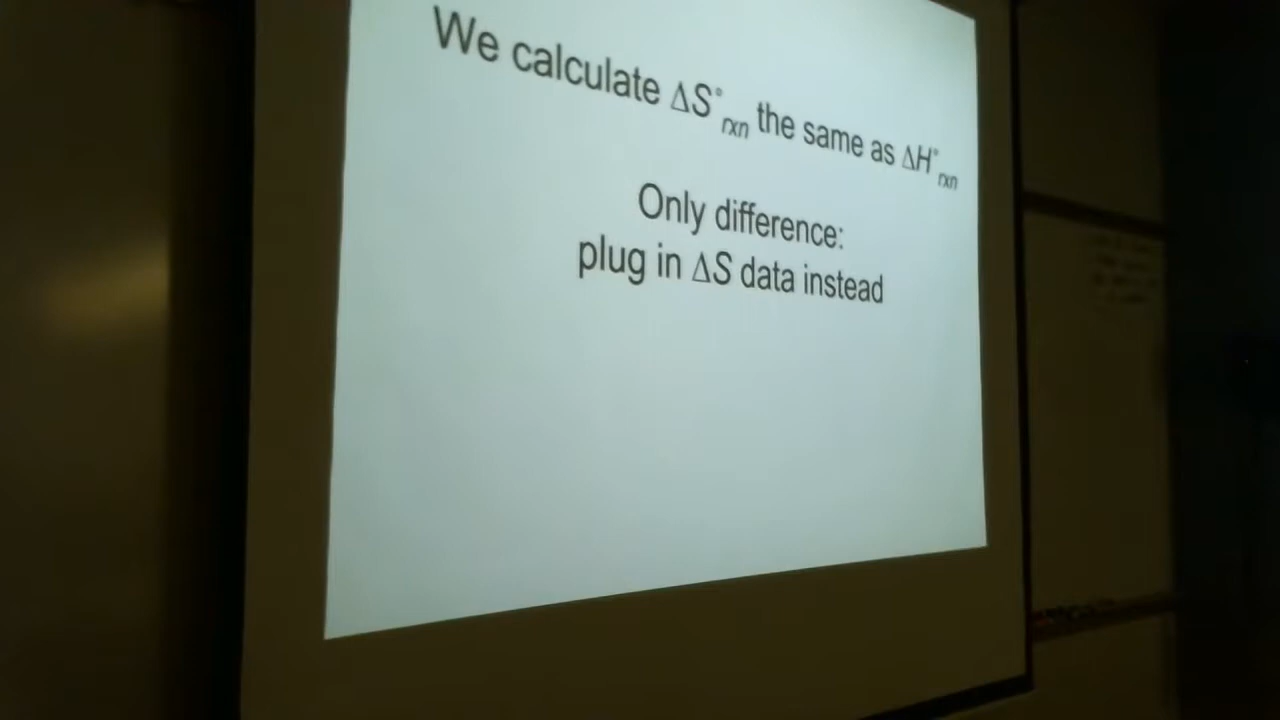 We calculate ΔS°rxn the same as ΔH°rxn
Only difference:
plug in ΔS data instead